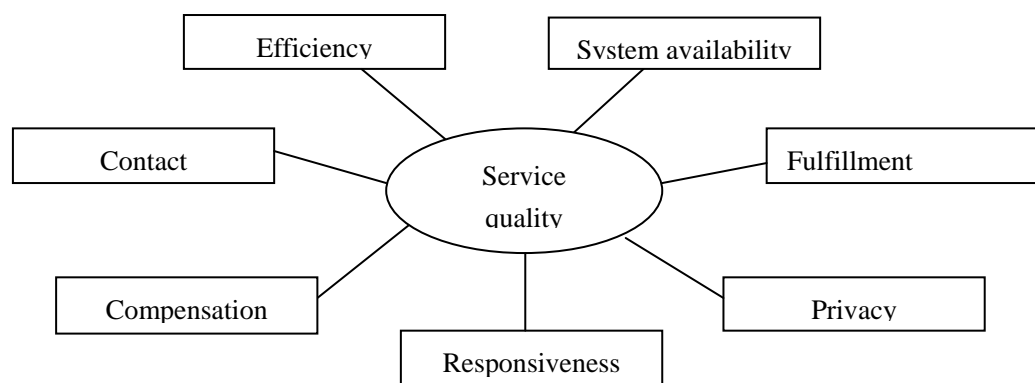 Efficiency
System availability
Contact
Service
quality
Fulfillment
Compensation
Privacy
Responsiveness